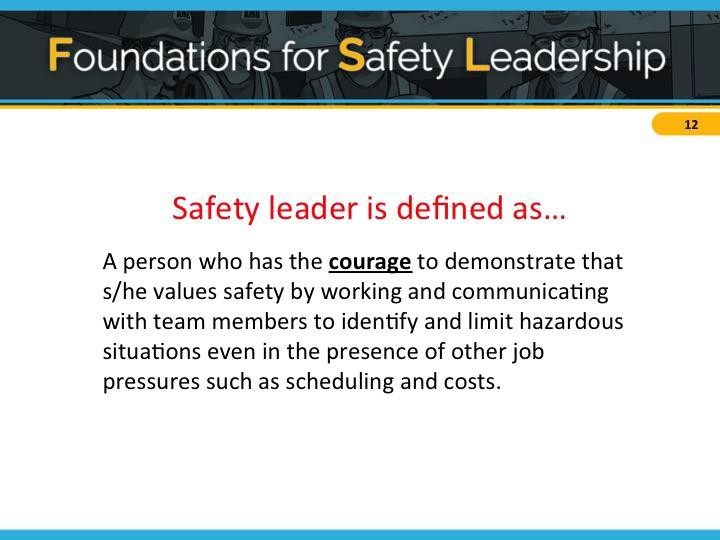 Foundations for Safety Leadership
12
Safety leader is defined as…
A person who has the courage to demonstrate that
s/he values safety by working and communicating
with team members to identify and limit hazardous
situations even in the presence of other job
pressures such as scheduling and costs.